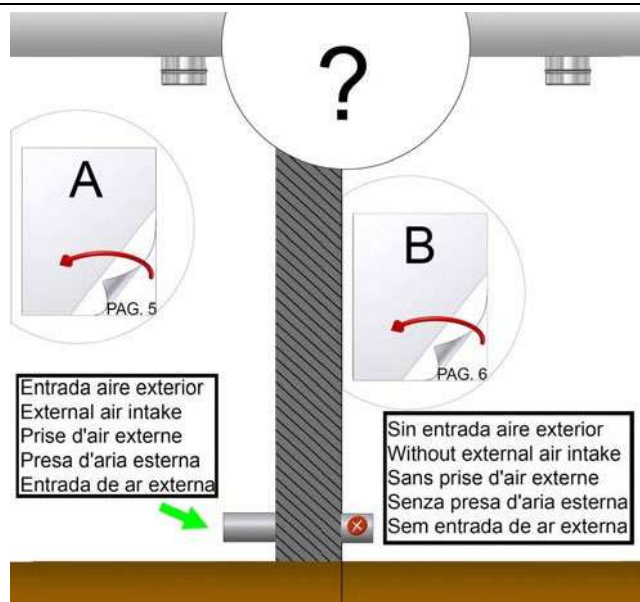 ?
A
PAG. 5
B
PAG. 6
Entrada aire exterior
External air intake
Prise d'air externe
Presa d'aria esterna
Entrada de ar externa
Sin entrada aire exterior
Without external air intake
Sans prise d'air externe
Senza presa d'aria esterna
Sem entrada de ar externa